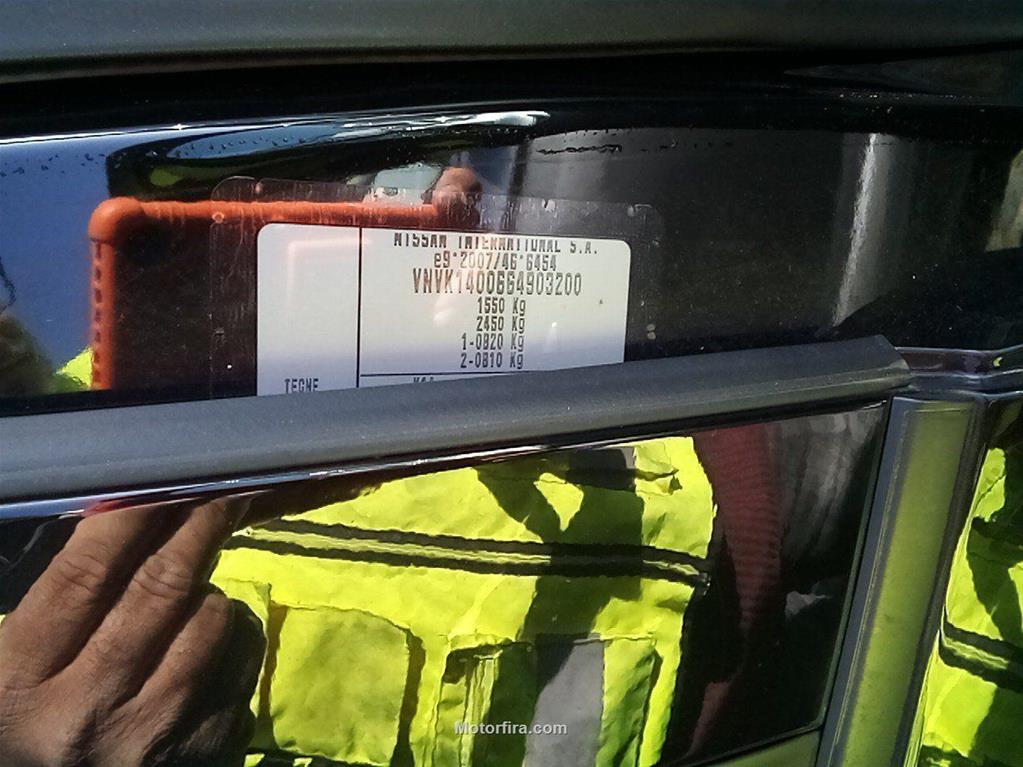 NISSAN INTERNATIONAL S.A.
e9*2007/46*6454
VNVK1400664903200
1550 Kg
2450 Kg
1-0820 Kg
2-0810 Kg
TEGNE
Motorfira.com